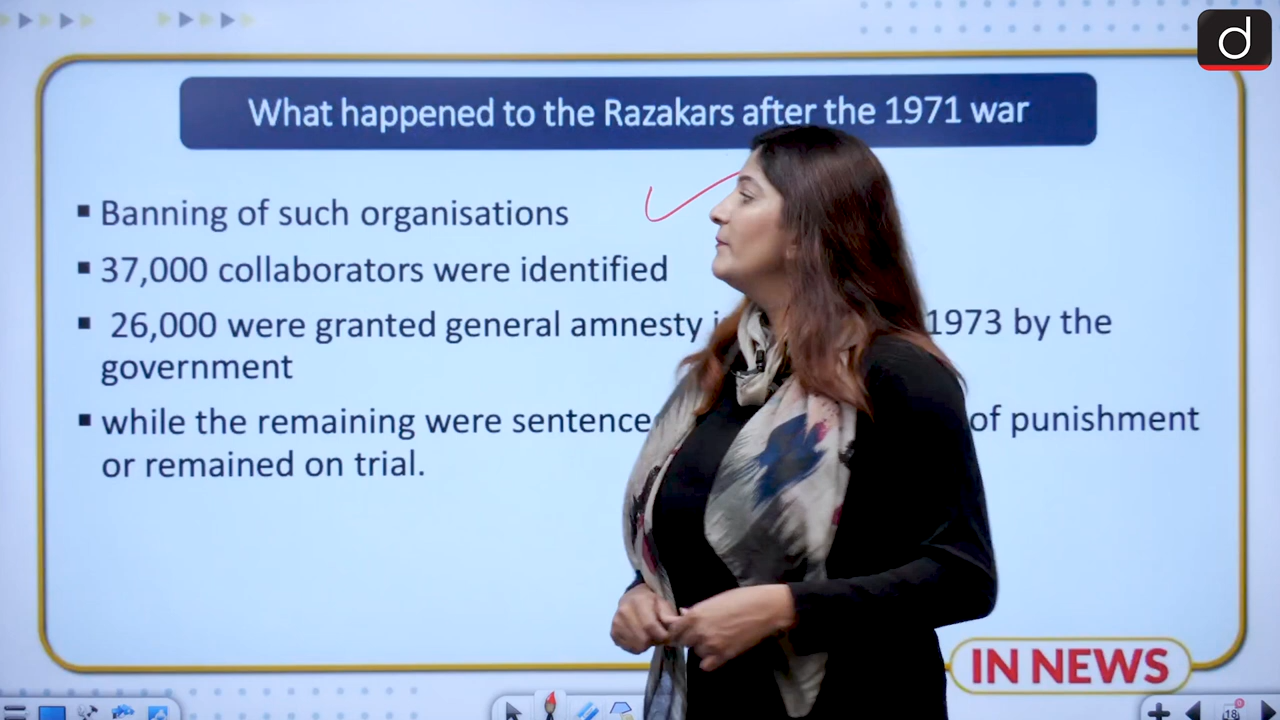 d
What happened to the Razakars after the 1971 war
▪ Banning of such organisations
▪ 37,000 collaborators were identified
▪ 26,000 were granted general amnesty 1973 by the
government
▪ while the remaining were of punishment
or remained on trial.
IN NEWS
18